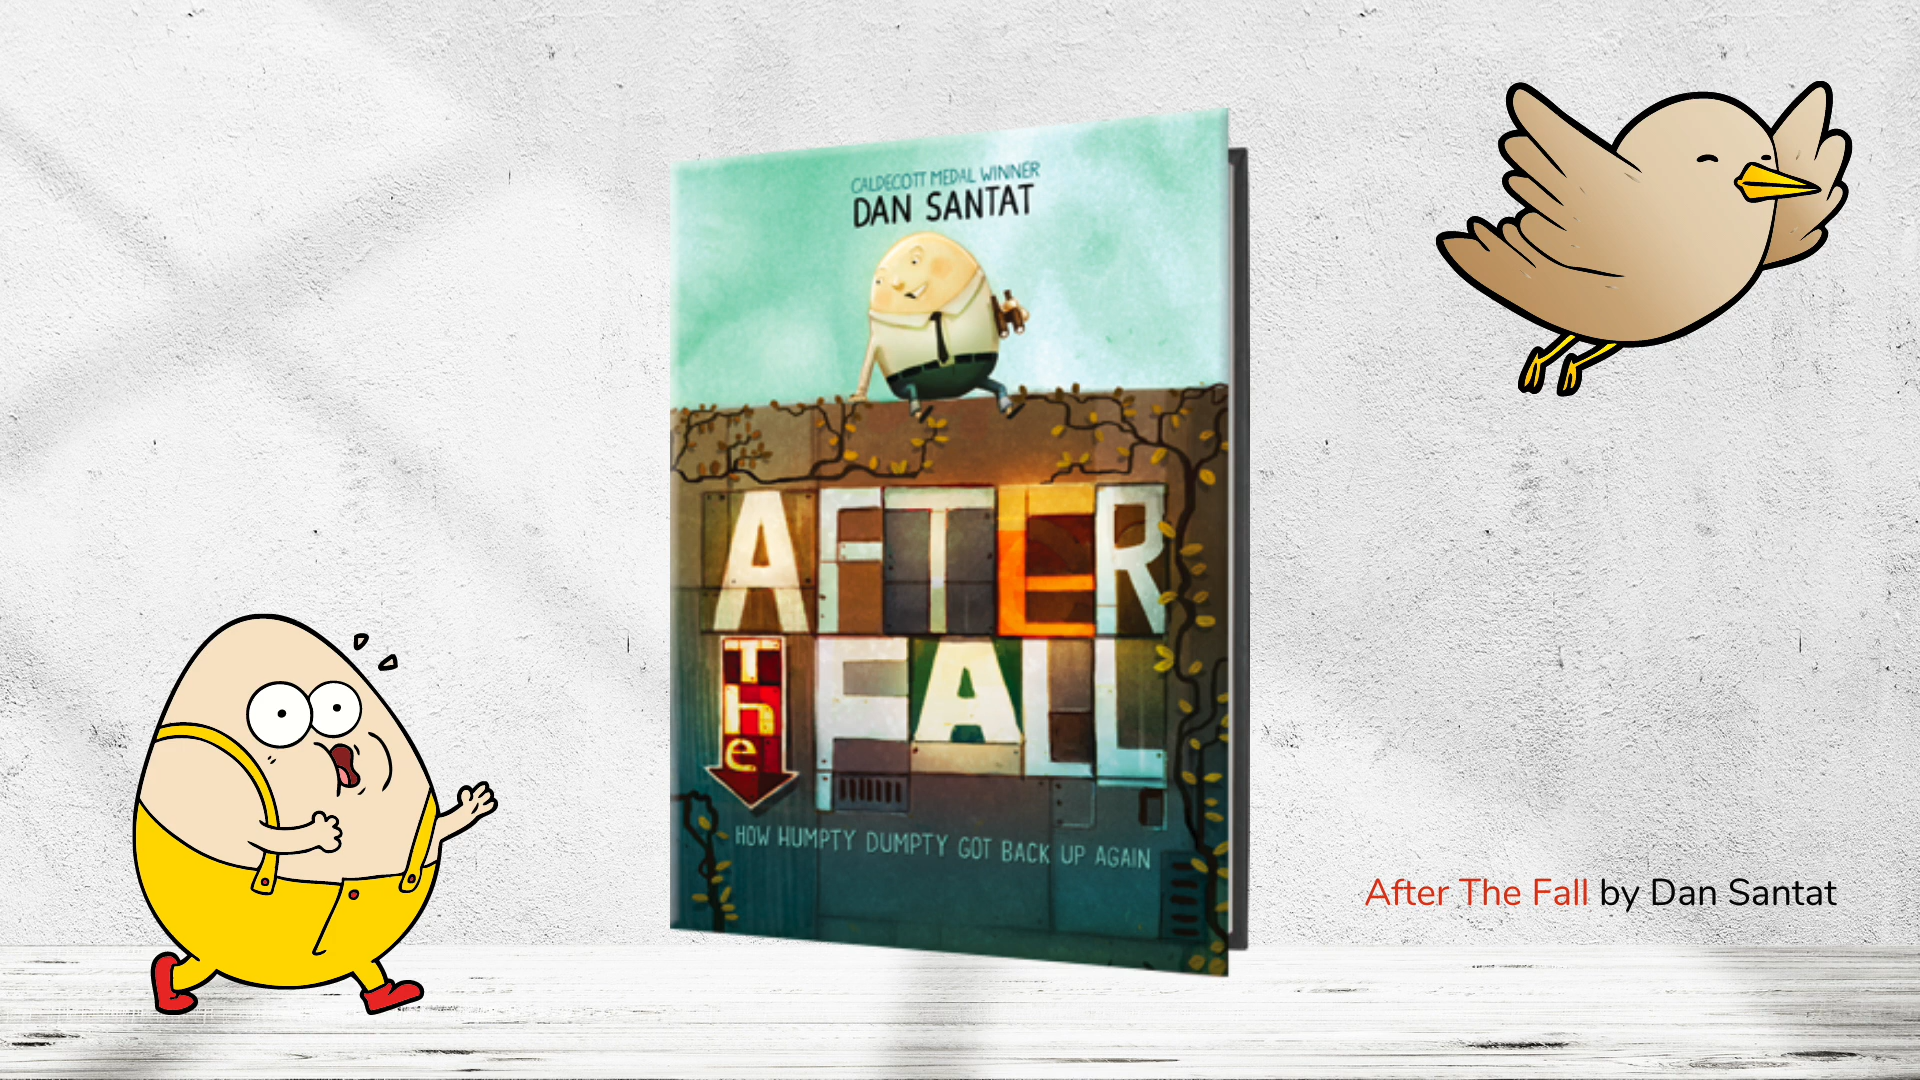 CALDECOTT MEDAL WINNER
DAN SANTAT
AFTER
The
FALL
HOW HUMPTY DUMPTY GOT BACK UP AGAIN
After The Fall by Dan Santat